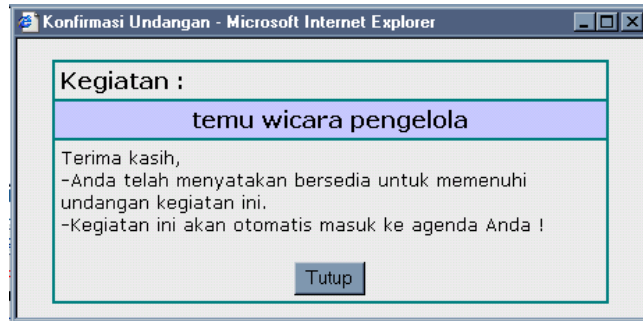 Konfirmasi Undangan - Microsoft Internet Explorer
Kegiatan :
temu wicara pengelola
Terima kasih,
-Anda telah menyatakan bersedia untuk memenuhi
undangan kegiatan ini.
-Kegiatan ini akan otomatis masuk ke agenda Anda !
Tutup